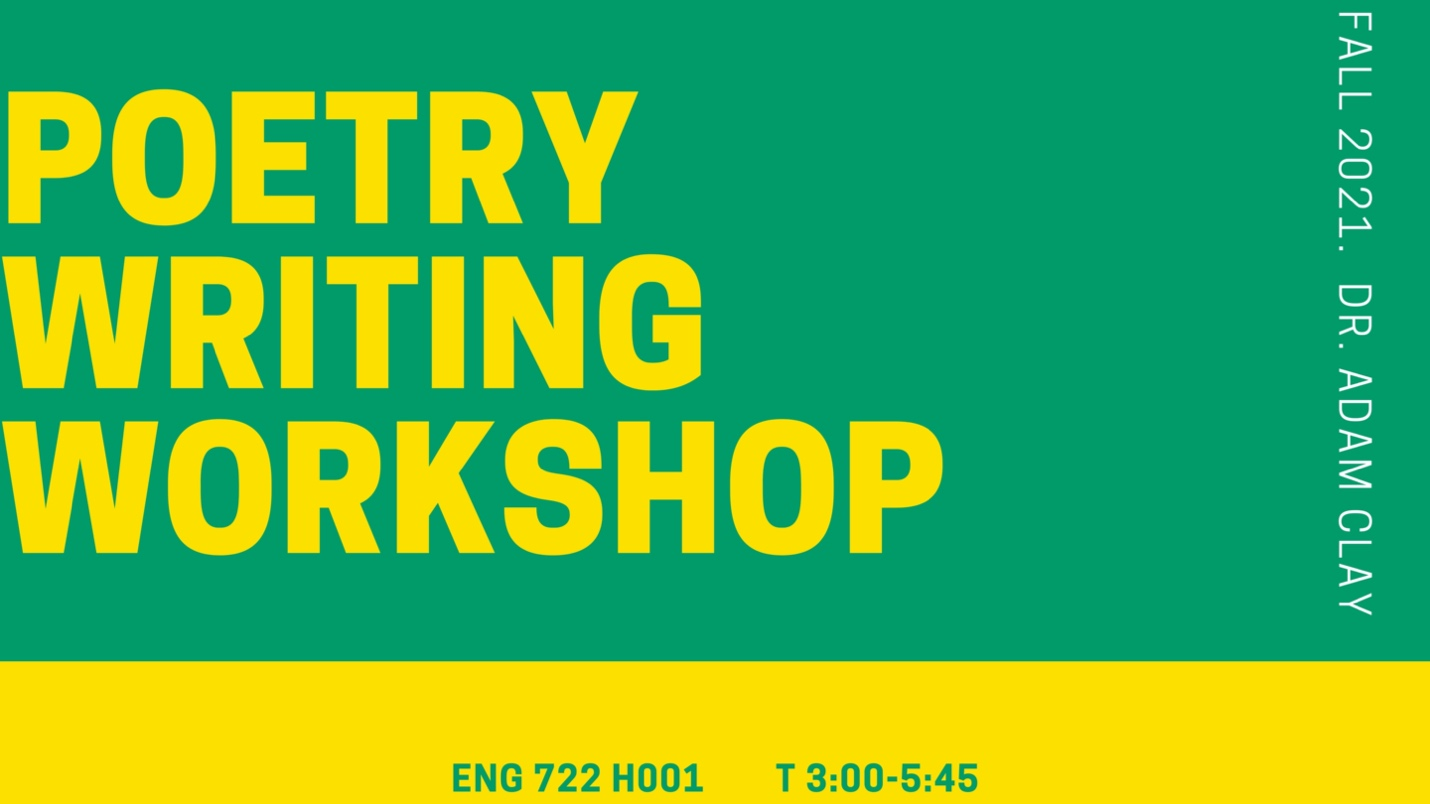 POETRY
WRITING
WORKSHOP
FALL 2021. DR. ADAM CLAY
ENG 722 H001 T 3:00-5:45